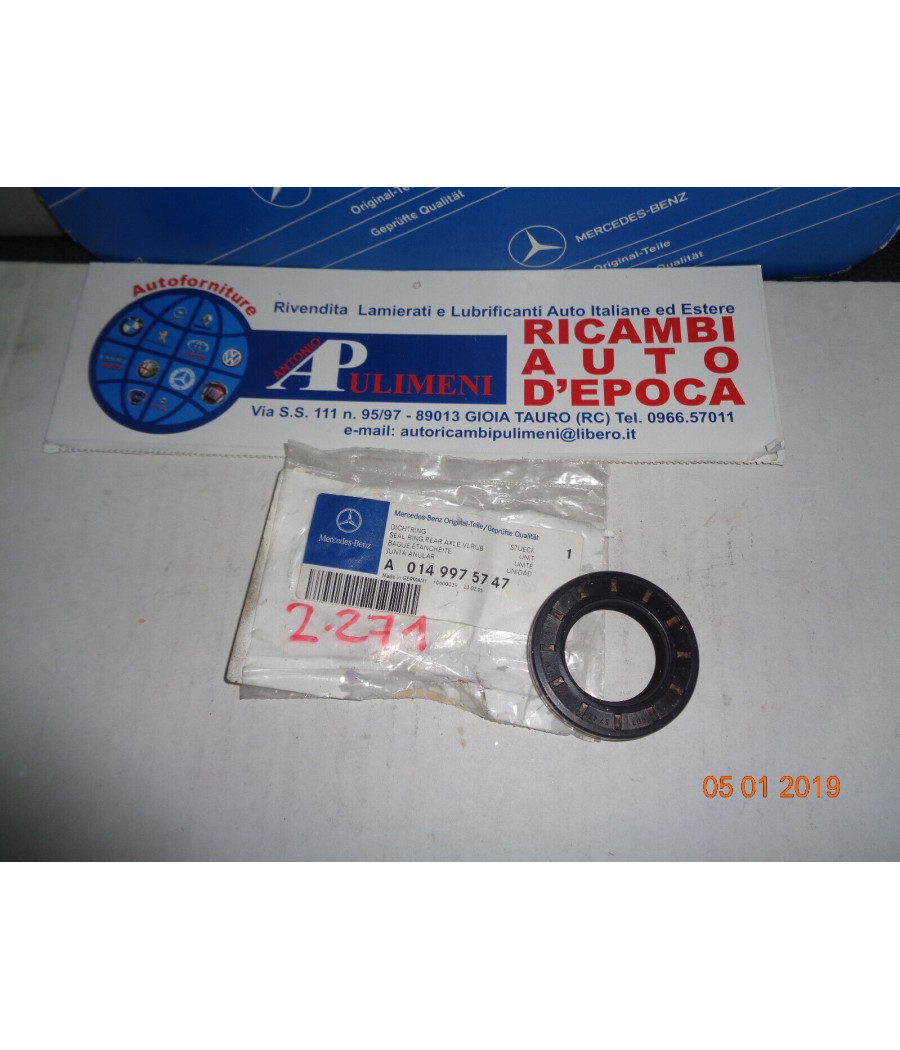 Original-Teile
Geprüfte Qualität
MERCEDES-BENZ
Original-Teile
Qualität
Autoforniture
Rivendita Lamierati e Lubrificanti Auto Italiane ed Estere
ANTONIO
PULIMENI
RICAMBI
AUTO
D'EPOCA
Via S.S. 111 n. 95/97 - 89013 GIOIA TAURO (RC) Tel. 0966.57011
e-mail: autoricambipulimeni@libero.it
Mercedes-Benz
Mercedes-Benz Original-Teile/Geprüfte Qualität
DICHTRING STUECK 1
SEAL RING,REAR AXLE,VLRUB UNIT
BAGUE ETANCHEITE UNITE
JUNTA ANULAR UNIDAD
A 014 997 57 47
Made in GERMANY
2.271
05 01 2019